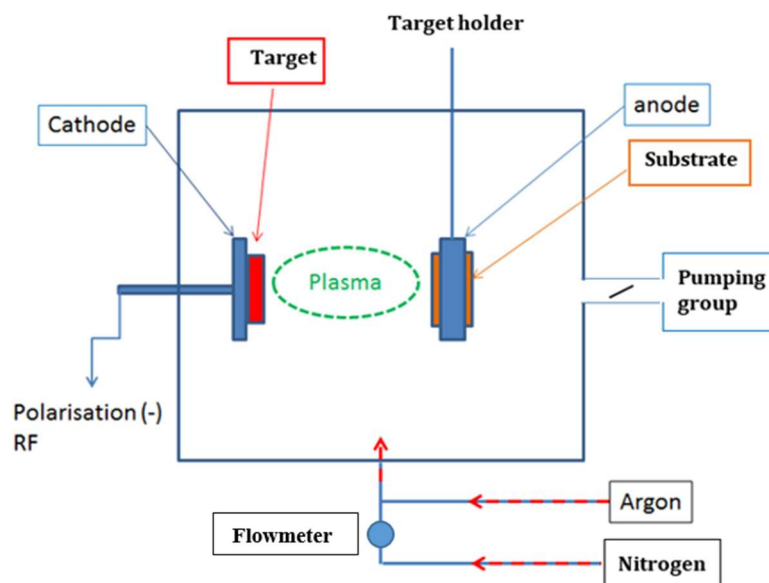 Target holder
Target
Cathode
anode
Substrate
Plasma
Pumping
group
Polarisation (-)
RF
Argon
Flowmeter
Nitrogen